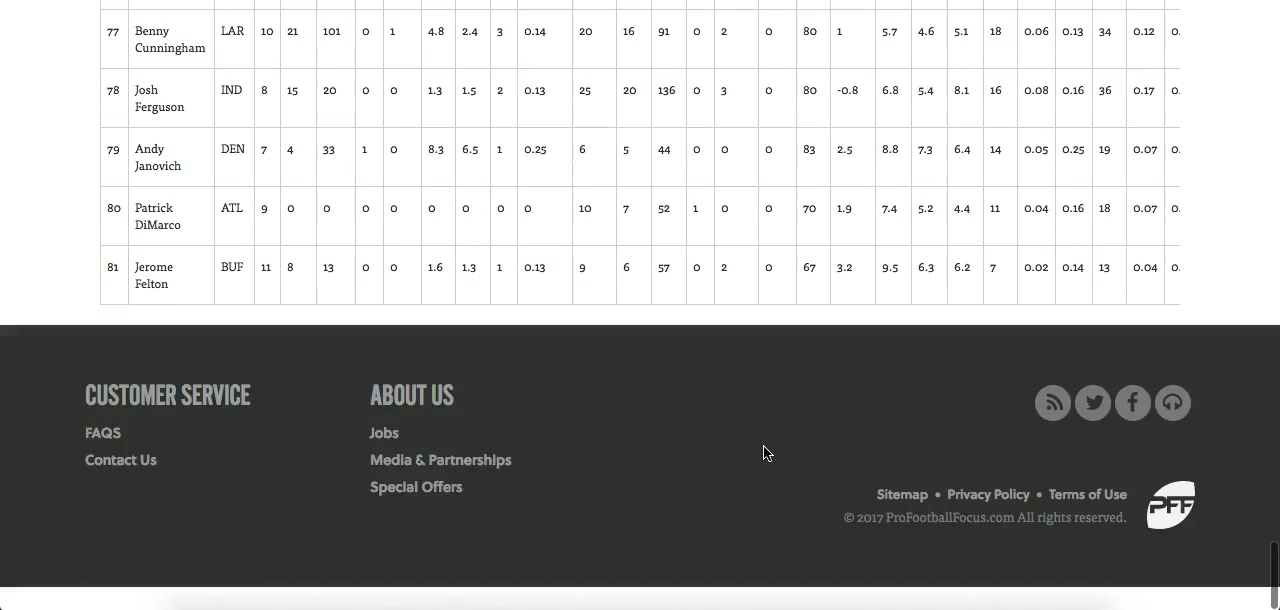 77 Benny Cunningham LAR 10 21 101 0 1 4.8 2.4 3 0.14 20 16 91 0 2 0 80 1 5.7 4.6 5.1 18 0.06 0.13 34 0.12 0.
78 Josh Ferguson IND 8 15 20 0 0 1.3 1.5 2 0.13 25 20 136 0 3 0 80 -0.8 6.8 5.4 8.1 16 0.08 0.16 36 0.17 0.
79 Andy Janovich DEN 7 4 33 1 0 8.3 6.5 1 0.25 6 5 44 0 0 0 83 2.5 8.8 7.3 6.4 14 0.05 0.25 19 0.07 0.
80 Patrick DiMarco ATL 9 0 0 0 0 0 0 0 0 10 7 52 1 0 0 70 1.9 7.4 5.2 4.4 11 0.04 0.16 18 0.07 0.
81 Jerome Felton BUF 11 8 13 0 0 1.6 1.3 1 0.13 9 6 57 0 2 0 67 3.2 9.5 6.3 6.2 7 0.02 0.14 13 0.04 0.
CUSTOMER SERVICE
FAQS
Contact Us
ABOUT US
Jobs
Media & Partnerships
Special Offers
Sitemap • Privacy Policy • Terms of Use
© 2017 ProFootballFocus.com All rights reserved.
PFF